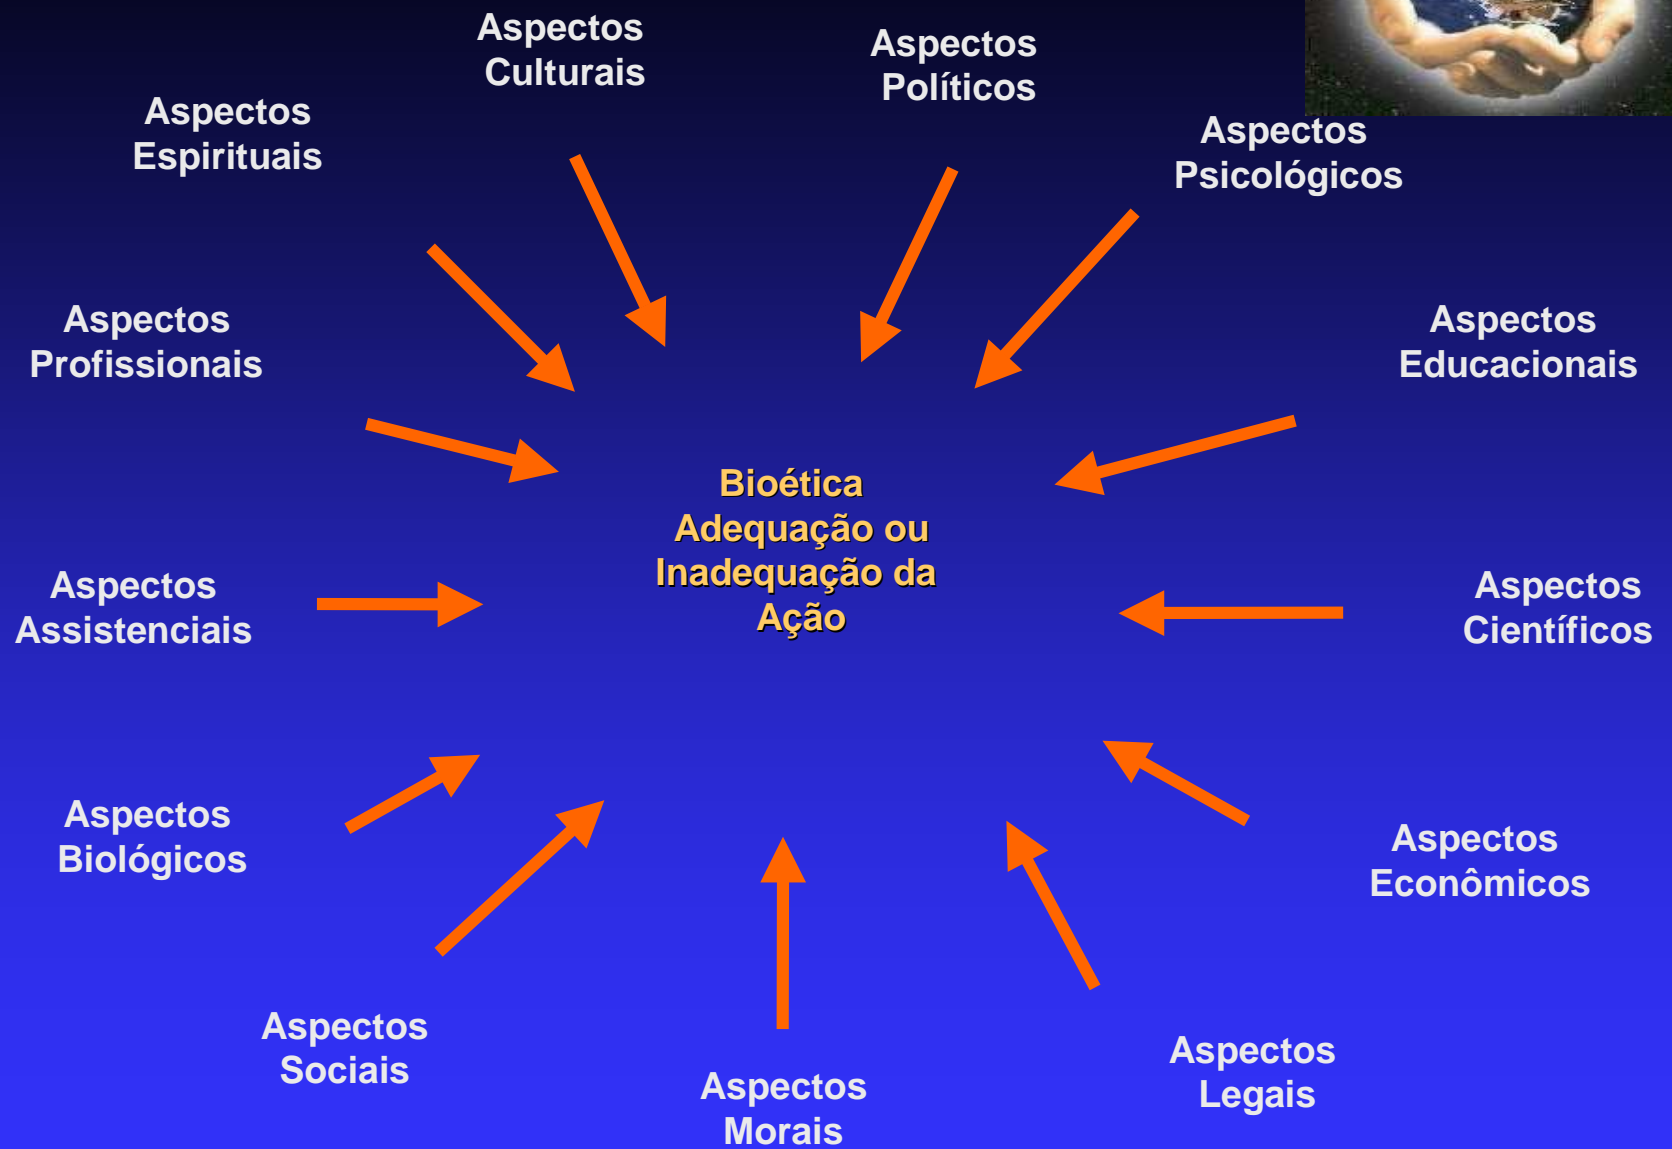 Aspectos
Culturais
Aspectos
Políticos
Aspectos
Espirituais
Aspectos
Psicológicos
Aspectos
Profissionais
Aspectos
Educacionais
Bioética
Adequação ou
Inadequação da
Ação
Aspectos
Assistenciais
Aspectos
Científicos
Aspectos
Biológicos
Aspectos
Econômicos
Aspectos
Sociais
Aspectos
Morais
Aspectos
Legais